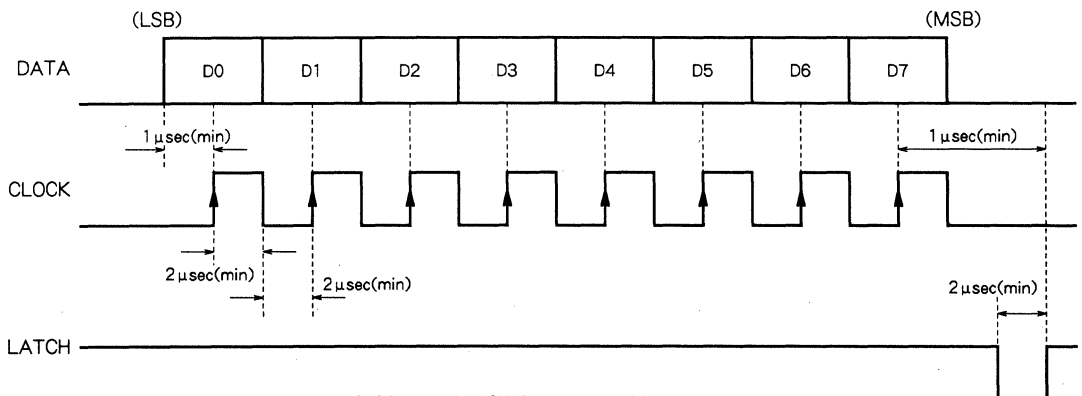 (LSB) (MSB)
DATA D0 D1 D2 D3 D4 D5 D6 D7
1 μsec(min) 1 μsec(min)
CLOCK
2 μsec(min) 2 μsec(min)
2 μsec(min)
LATCH